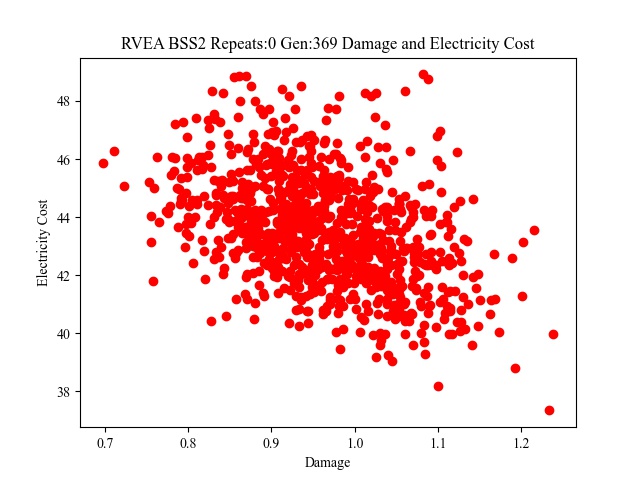 RVEA BSS2 Repeats:0 Gen:369 Damage and Electricity Cost
48
46
44
42
40
38
Electricity Cost
0.7 0.8 0.9 1.0 1.1 1.2
Damage